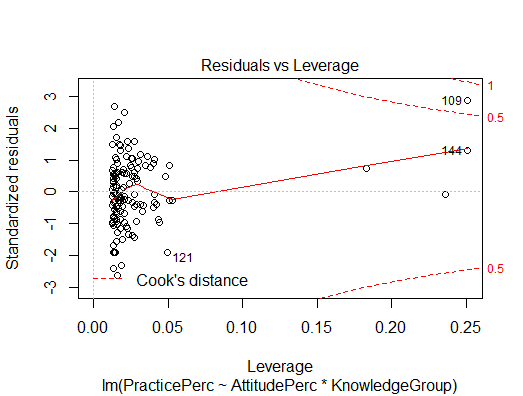 Residuals vs Leverage
Standardized residuals
3
2
1
0
-1
-2
-3
109
144
121
1
0.5
0.5
Cook's distance
0.00 0.05 0.10 0.15 0.20 0.25
Leverage
lm(PracticePerc ~ AttitudePerc * KnowledgeGroup)